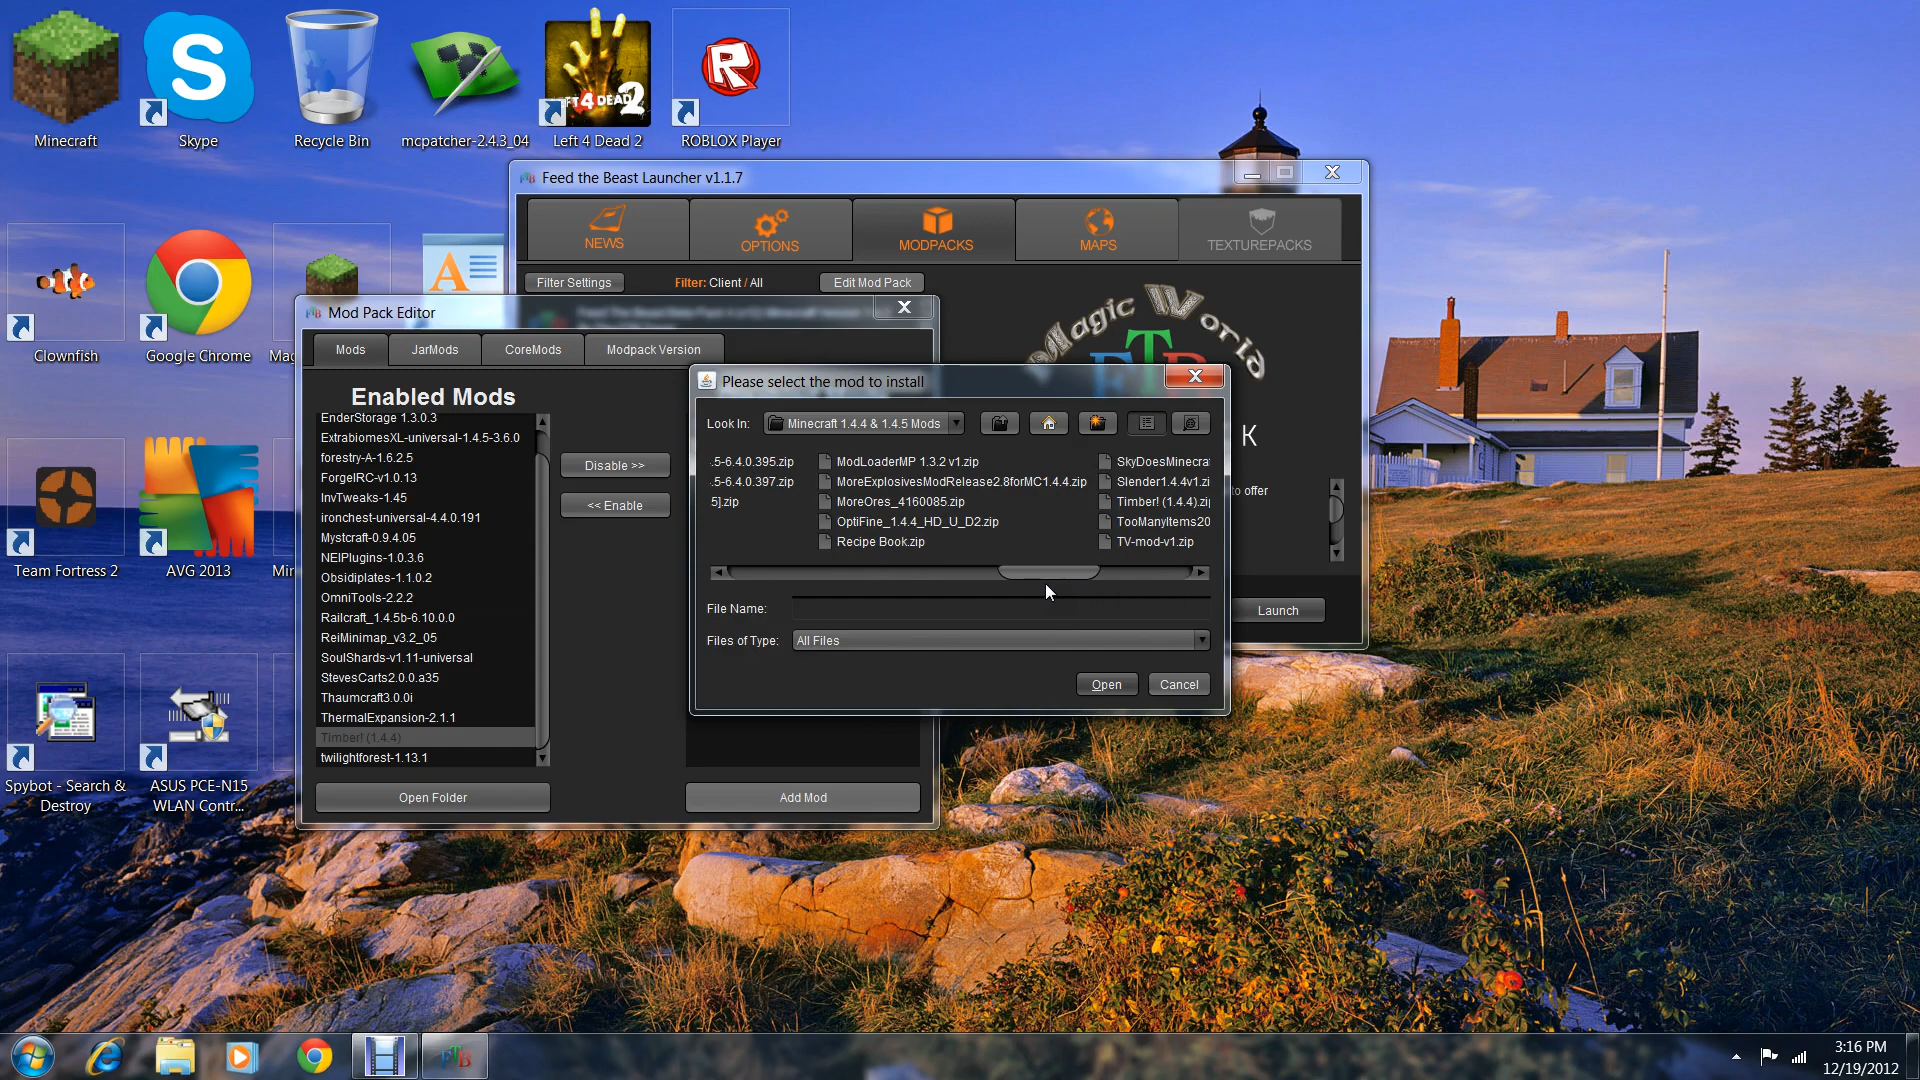 Minecraft
Skype
Recycle Bin
mcpatcher-2.4.3_04
Left 4 Dead 2
ROBLOX Player
Clownfish
Google Chrome
Team Fortress 2
AVG 2013
Spybot - Search &
Destroy
ASUS PCE-N15
WLAN Contr...
Feed the Beast Launcher v1.1.7
NEWS
OPTIONS
MODPACKS
MAPS
TEXTUREPACKS
Filter Settings
Filter: Client / All
Edit Mod Pack
Magic World
FTB
K
to offer
Launch
Mod Pack Editor
Mods
JarMods
CoreMods
Modpack Version
Enabled Mods
EnderStorage 1.3.0.3
ExtrabiomesXL-universal-1.4.5-3.6.0
forestry-A-1.6.2.5
ForgeIRC-v1.0.13
InvTweaks-1.45
ironchest-universal-4.4.0.191
Mystcraft-0.9.4.05
NEIPlugins-1.0.3.6
Obsidiplates-1.1.0.2
OmniTools-2.2.2
Railcraft_1.4.5b-6.10.0.0
ReiMinimap_v3.2_05
SoulShards-v1.11-universal
StevesCarts2.0.0.a35
Thaumcraft3.0.0i
ThermalExpansion-2.1.1
Timber! (1.4.4)
twilightforest-1.13.1
Disable >>
<< Enable
Open Folder
Add Mod
Please select the mod to install
Look In:
Minecraft 1.4.4 & 1.4.5 Mods
.5-6.4.0.395.zip
.5-6.4.0.397.zip
5].zip
ModLoaderMP 1.3.2 v1.zip
MoreExplosivesModRelease2.8forMC1.4.4.zip
MoreOres_4160085.zip
OptiFine_1.4.4_HD_U_D2.zip
Recipe Book.zip
SkyDoesMinecra
Slender1.4.4v1.zi
Timber! (1.4.4).zi
TooManyItems20
TV-mod-v1.zip
File Name:
Files of Type:
All Files
Open
Cancel
3:16 PM
12/19/2012